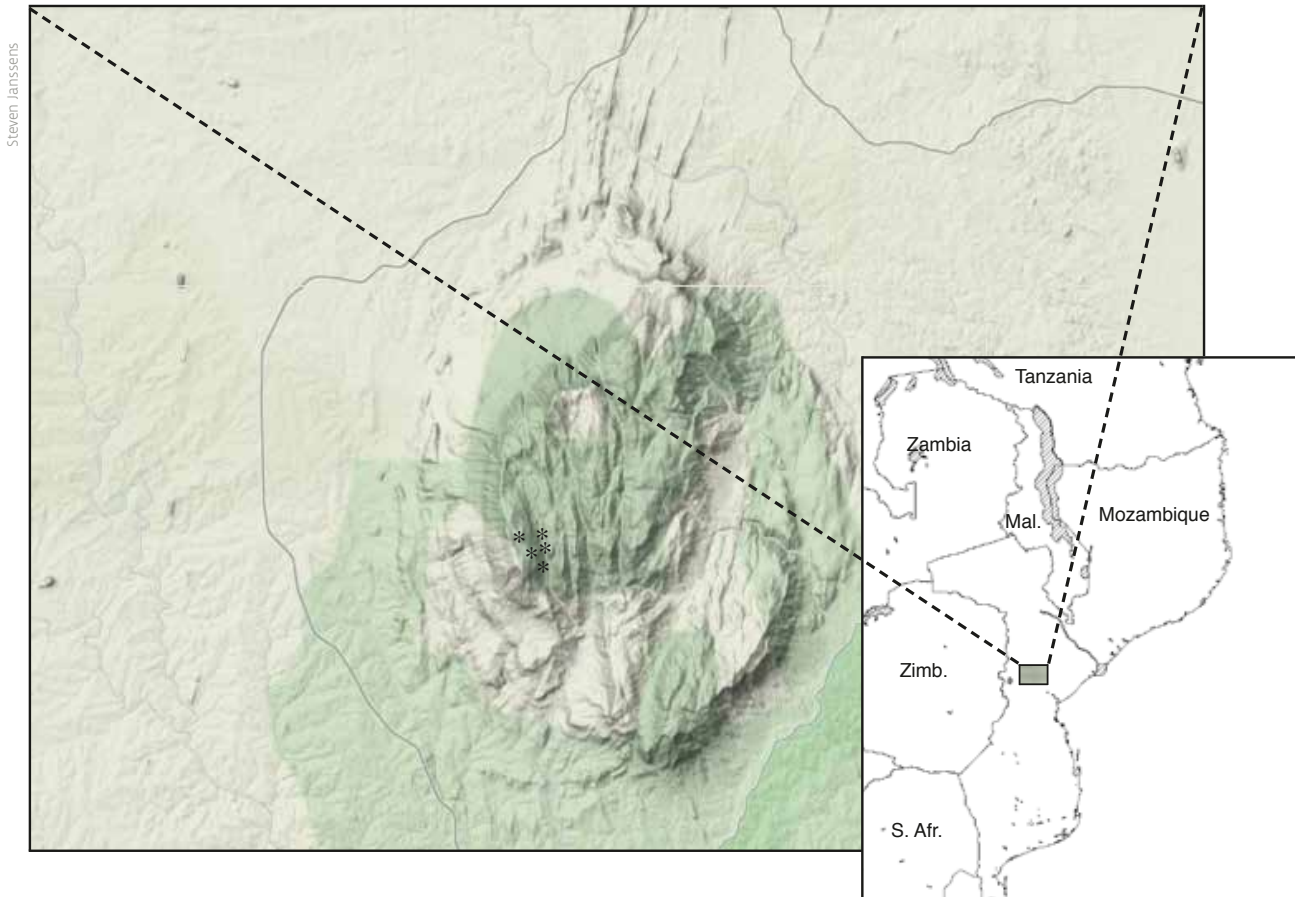 Steven Janssens
*
*
*
*
*
Tanzania
Zambia
Mal.
Mozambique
Zimb.
S. Afr.